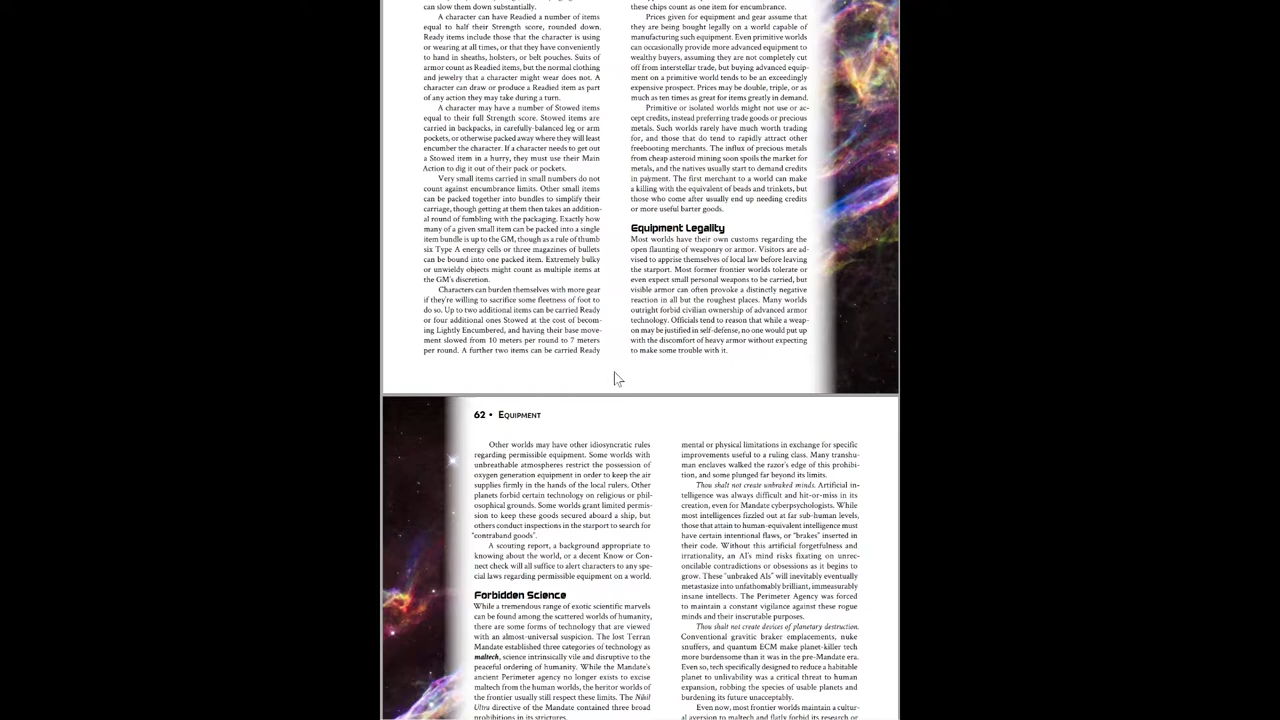 can slow them down substantially.
A character can have Readied a number of items
equal to half their Strength score, rounded down.
Ready items include those that the character is using
or wearing at all times, or that they have conveniently
to hand in sheaths, holsters, or belt pouches. Suits of
armor count as Readied items, but the normal clothing
and jewelry that a character might wear does not. A
character can draw or produce a Readied item as part
of any action they may take during a turn.
A character may have a number of Stowed items
equal to their full Strength score. Stowed items are
carried in backpacks, in carefully-balanced leg or arm
pockets, or otherwise packed away where they will least
encumber the character. If a character needs to get out
a Stowed item in a hurry, they must use their Main
Action to dig it out of their pack or pockets.
Very small items carried in small numbers do not
count against encumbrance limits. Other small items
can be packed together into bundles to simplify their
carriage, though getting at them then takes an addition-
al round of fumbling with the packaging. Exactly how
many of a given small item can be packed into a single
item bundle is up to the GM, though as a rule of thumb
six Type A energy cells or three magazines of bullets
can be bound into one packed item. Extremely bulky
or unwieldy objects might count as multiple items at
the GM's discretion.
Characters can burden themselves with more gear
if they're willing to sacrifice some fleetness of foot to
do so. Up to two additional items can be carried Ready
or four additional ones Stowed at the cost of becom-
ing Lightly Encumbered, and having their base move-
ment slowed from 10 meters per round to 7 meters
per round. A further two items can be carried Ready
these chips count as one item for encumbrance.
Prices given for equipment and gear assume that
they are being bought legally on a world capable of
manufacturing such equipment. Even primitive worlds
can occasionally provide more advanced equipment to
wealthy buyers, assuming they are not completely cut
off from interstellar trade, but buying advanced equip-
ment on a primitive world tends to be an exceedingly
expensive prospect. Prices may be double, triple, or as
much as ten times as great for items greatly in demand.
Primitive or isolated worlds might not use or ac-
cept credits, instead preferring trade goods or precious
metals. Such worlds rarely have much worth trading
for, and those that do tend to rapidly attract other
freebooting merchants. The influx of precious metals
from cheap asteroid mining soon spoils the market for
metals, and the natives usually start to demand credits
in payment. The first merchant to a world can make
a killing with the equivalent of beads and trinkets, but
those who come after usually end up needing credits
or more useful barter goods.
Equipment Legality
Most worlds have their own customs regarding the
open flaunting of weaponry or armor. Visitors are ad-
vised to apprise themselves of local law before leaving
the starport. Most former frontier worlds tolerate or
even expect small personal weapons to be carried, but
visible armor can often provoke a distinctly negative
reaction in all but the roughest places. Many worlds
outright forbid civilian ownership of advanced armor
technology. Officials tend to reason that while a weap-
on may be justified in self-defense, no one would put up
with the discomfort of heavy armor without expecting
to make some trouble with it.
62 • Equipment
Other worlds may have other idiosyncratic rules
regarding permissible equipment. Some worlds with
unbreathable atmospheres restrict the possession of
oxygen generation equipment in order to keep the air
supplies firmly in the hands of the local rulers. Other
planets forbid certain technology on religious or phil-
osophical grounds. Some worlds grant limited permis-
sion to keep these goods secured aboard a ship, but
others conduct inspections in the starport to search for
“contraband goods”.
A scouting report, a background appropriate to
knowing about the world, or a decent Know or Con-
nect check will all suffice to alert characters to any spe-
cial laws regarding permissible equipment on a world.
Forbidden Science
While a tremendous range of exotic scientific marvels
can be found among the scattered worlds of humanity,
there are some forms of technology that are viewed
with an almost-universal suspicion. The lost Terran
Mandate established three categories of technology as
maltech, science intrinsically vile and disruptive to the
peaceful ordering of humanity. While the Mandate's
ancient Perimeter agency no longer exists to excise
maltech from the human worlds, the heritor worlds of
the frontier usually still respect these limits. The Nihil
Ultra directive of the Mandate contained three broad
prohibitions in its strictures.
mental or physical limitations in exchange for specific
improvements useful to a ruling class. Many transhu-
man enclaves walked the razor's edge of this prohibi-
tion, and some plunged far beyond its limits.
Thou shalt not create unbraked minds. Artificial in-
telligence was always difficult and hit-or-miss in its
creation, even for Mandate cyberpsychologists. While
most intelligences fizzled out at far sub-human levels,
those that attain to human-equivalent intelligence must
have certain intentional flaws, or “brakes” inserted in
their code. Without this artificial forgetfulness and
irrationality, an AI's mind risks fixating on unrec-
oncilable contradictions or obsessions as it begins to
grow. These “unbraked AIs” will inevitably eventually
metastasize into unfathomably brilliant, immeasurably
insane intellects. The Perimeter Agency was forced
to maintain a constant vigilance against these rogue
minds and their inscrutable purposes.
Thou shalt not create devices of planetary destruction.
Conventional gravitic braker emplacements, nuke
snuffers, and quantum ECM make planet-killer tech
more burdensome than it was in the pre-Mandate era.
Even so, tech specifically designed to reduce a habitable
planet to unlivability was a critical threat to human
expansion, robbing the species of usable planets and
burdening its future unacceptably.
Even now, most frontier worlds maintain a cultur-
al aversion to maltech and flatly forbid its research or